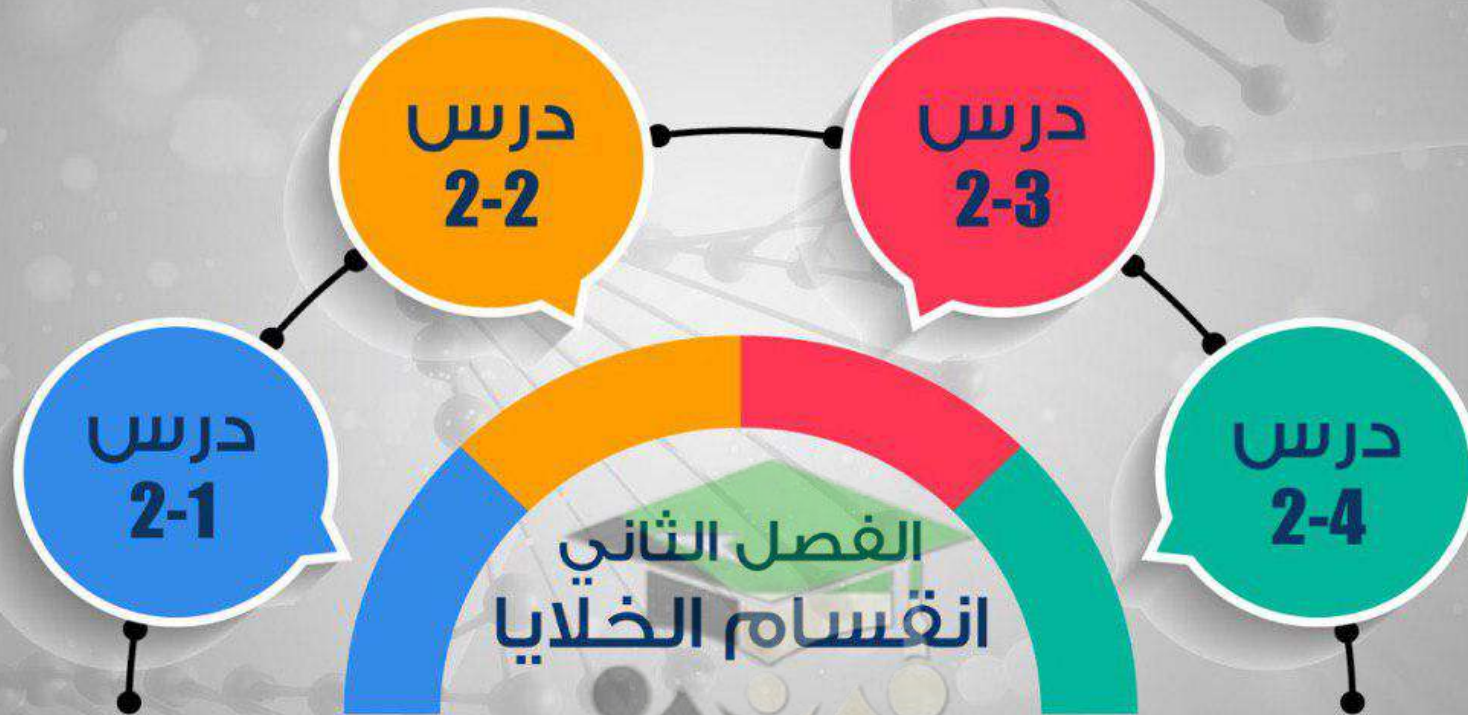 درس
2-1
درس
2-2
درس
2-3
درس
2-4
الفصل الثاني
انقسام الخلايا